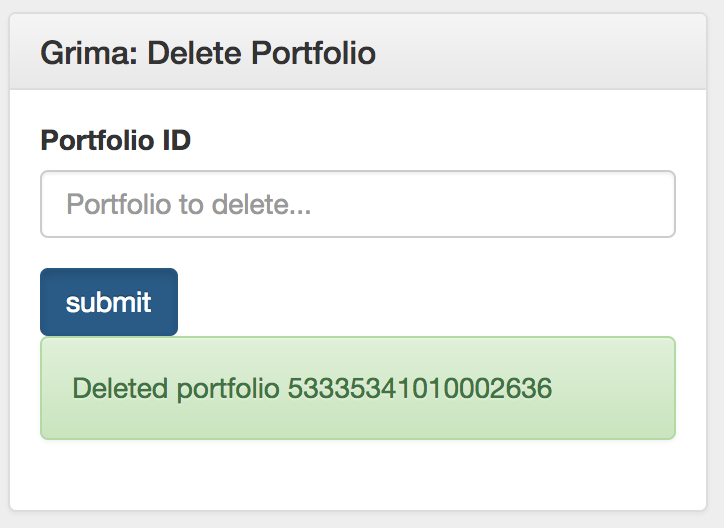 Grima: Delete Portfolio
Portfolio ID
Portfolio to delete...
submit
Deleted portfolio 53335341010002636